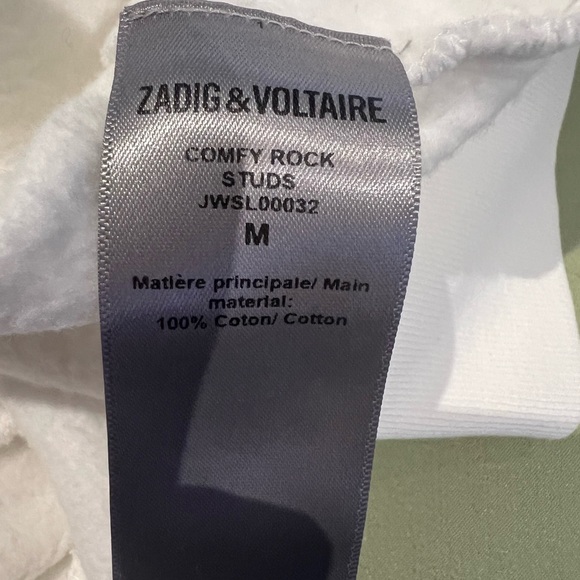 ZADIG&VOLTAIRE
COMFY ROCK
STUDS
JWSL00032
M
Matière principale/ Main
material:
100% Coton/ Cotton